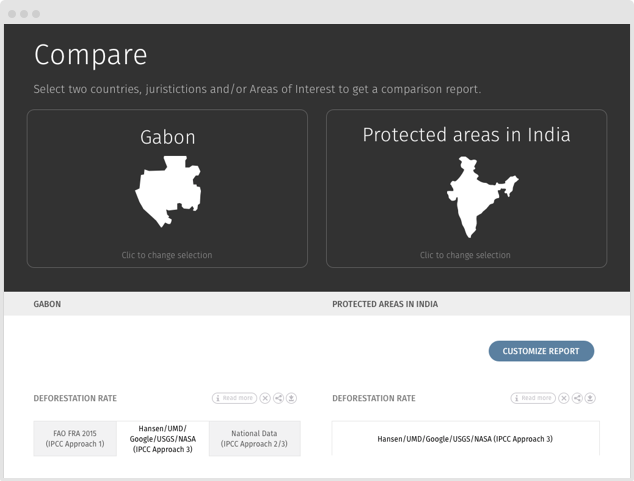 Compare
Select two countries, juristictions and/or Areas of Interest to get a comparison report.
Gabon
Clic to change selection
Protected areas in India
Clic to change selection
GABON
PROTECTED AREAS IN INDIA
CUSTOMIZE REPORT
DEFORESTATION RATE
Read more
DEFORESTATION RATE
Read more
FAO FRA 2015
(IPCC Approach 1)
Hansen/UMD/
Google/USGS/NASA
(IPCC Approach 3)
National Data
(IPCC Approach 2/3)
Hansen/UMD/Google/USGS/NASA (IPCC Approach 3)